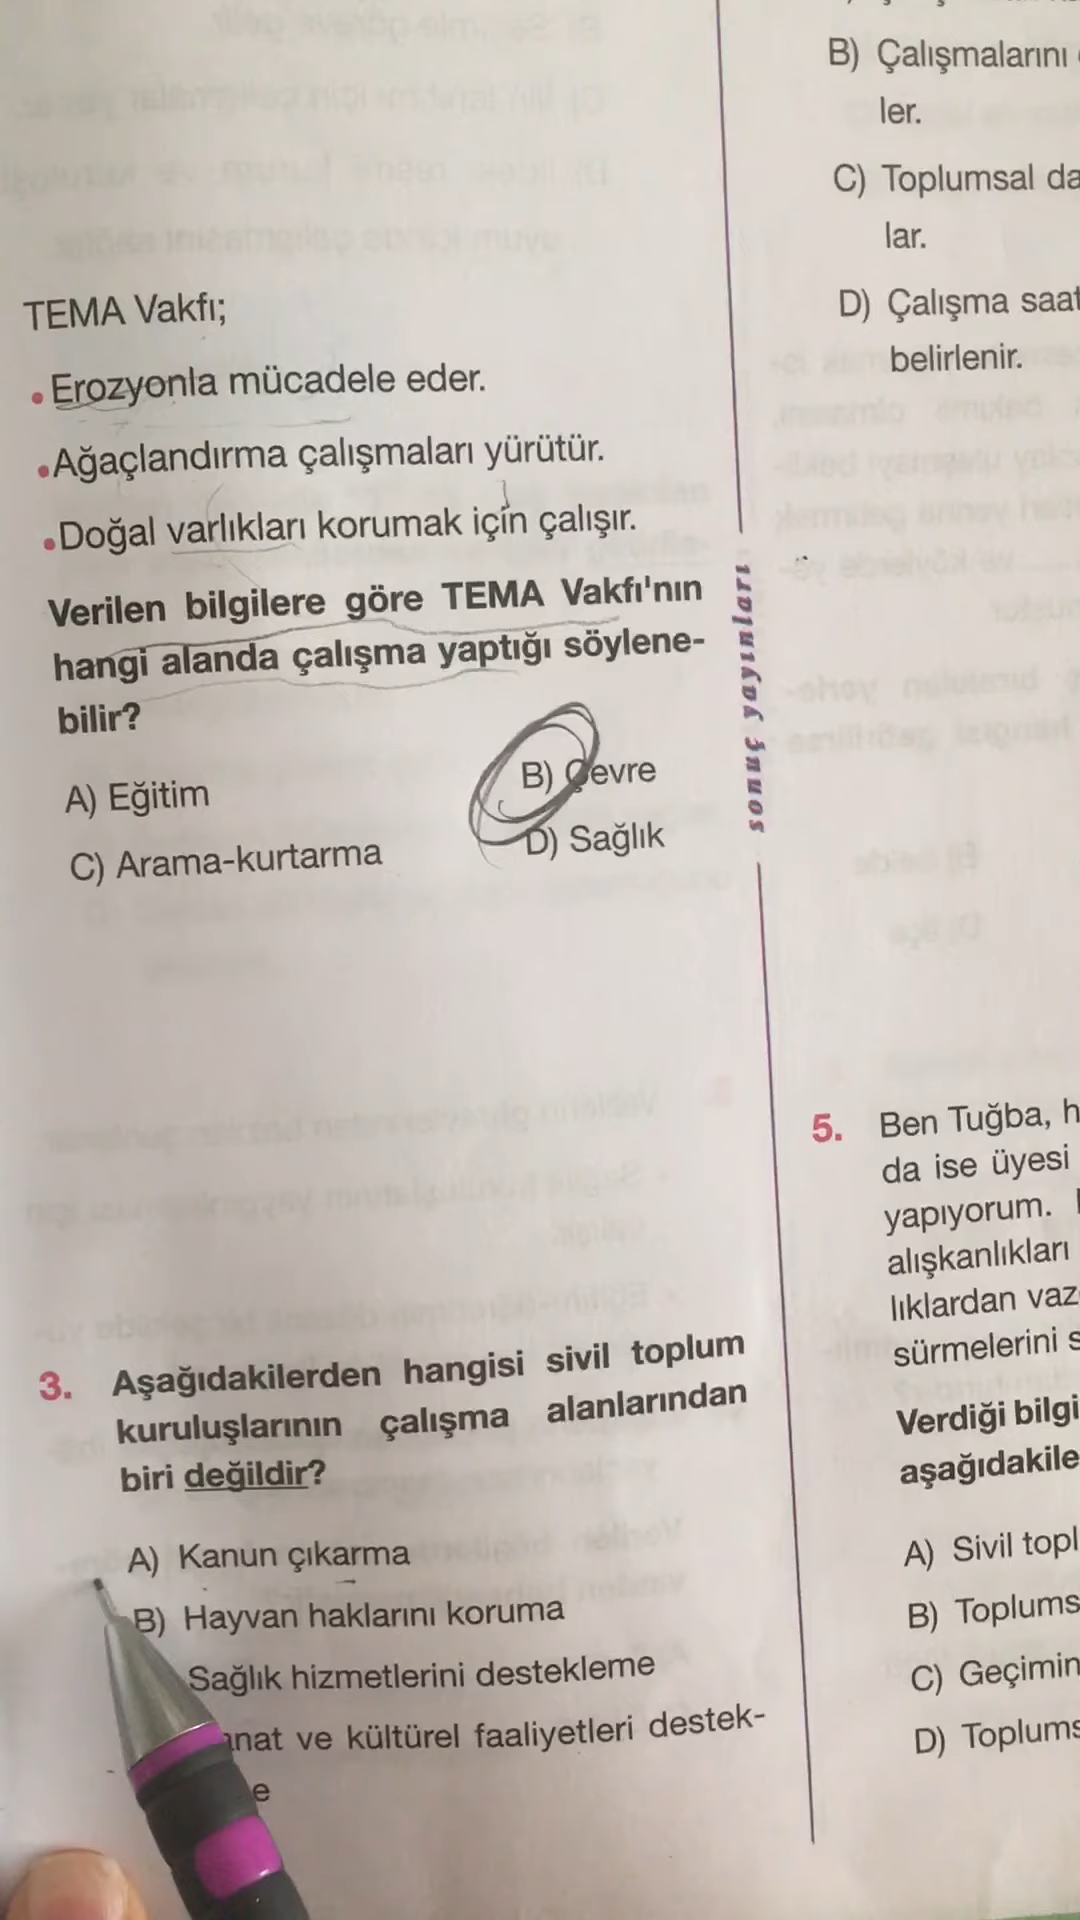 TEMA Vakfı;
• Erozyonla mücadele eder.
• Ağaçlandırma çalışmaları yürütür.
• Doğal varlıkları korumak için çalışır.
Verilen bilgilere göre TEMA Vakfı'nın
hangi alanda çalışma yaptığı söylene-
bilir?
A) Eğitim
B) Çevre
C) Arama-kurtarma
D) Sağlık
3. Aşağıdakilerden hangisi sivil toplum
kuruluşlarının çalışma alanlarından
biri değildir?
A) Kanun çıkarma
B) Hayvan haklarını koruma
Sağlık hizmetlerini destekleme
ve kültürel faaliyetleri destek-
sonuç yayınları
B) Çalışmalarını
ler.
C) Toplumsal da
lar.
D) Çalışma saat
belirlenir.
5. Ben Tuğba, h
da ise üyesi
yapıyorum.
alışkanlıkları
lıklardan vaz
sürmelerini s
Verdiği bilgi
aşağıdakile
A) Sivil topl
B) Toplums
C) Geçimin
D) Toplums